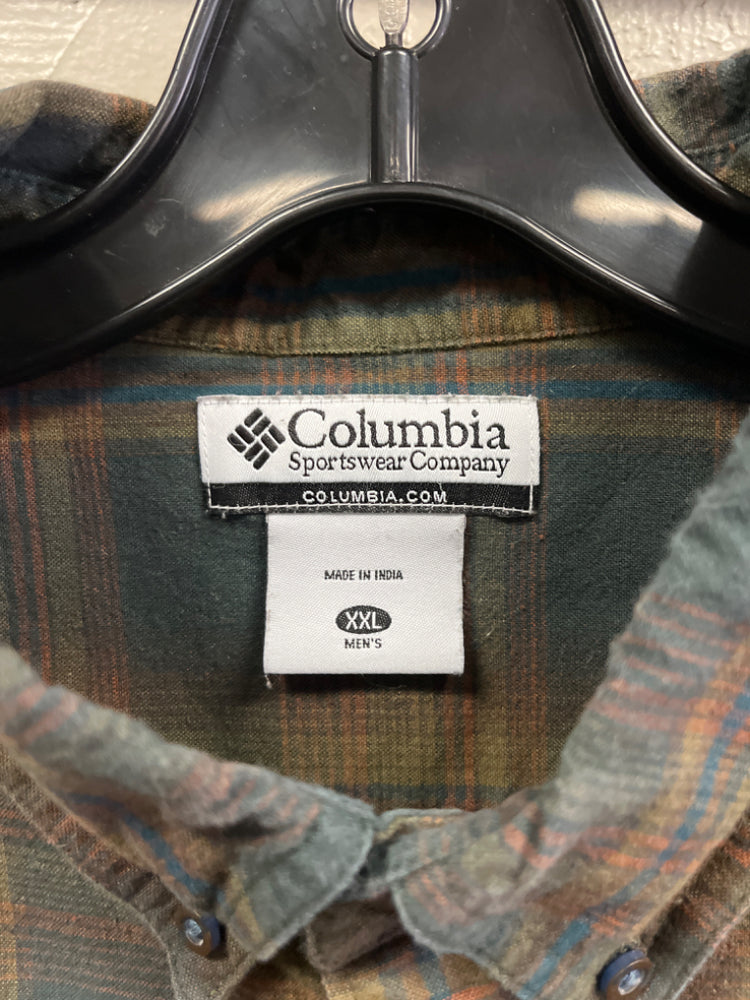 Columbia
Sportswear Company
COLUMBIA.COM
MADE IN INDIA
XXL
MEN'S